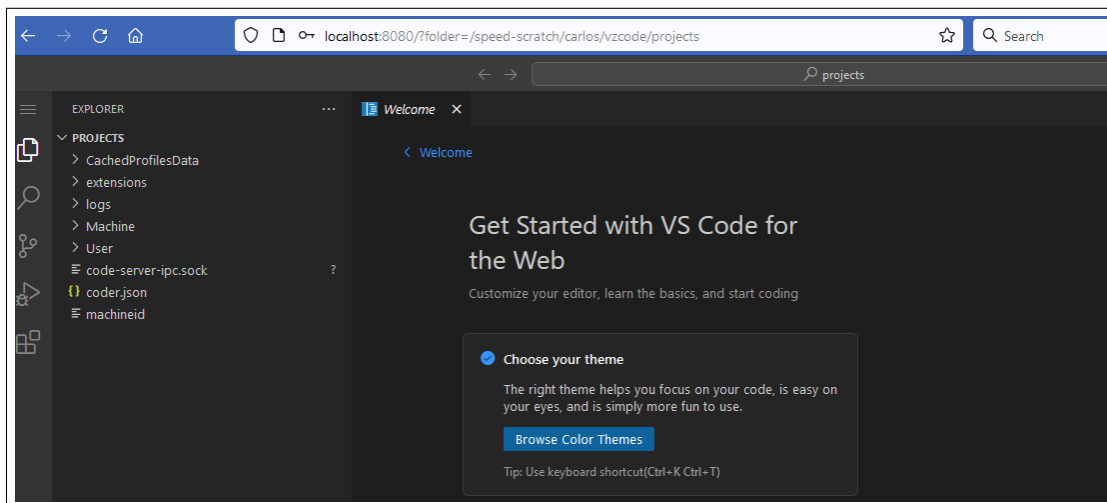 localhost:8080/?folder=/speed-scratch/carlos/vzcode/projects
Search
projects
EXPLORER
Welcome
PROJECTS
CachedProfilesData
extensions
logs
Machine
User
code-server-ipc.sock ?
{} coder.json
machineid
Welcome
Get Started with VS Code for
the Web
Customize your editor, learn the basics, and start coding
Choose your theme
The right theme helps you focus on your code, is easy on
your eyes, and is simply more fun to use.
Browse Color Themes
Tip: Use keyboard shortcut(Ctrl+K Ctrl+T)